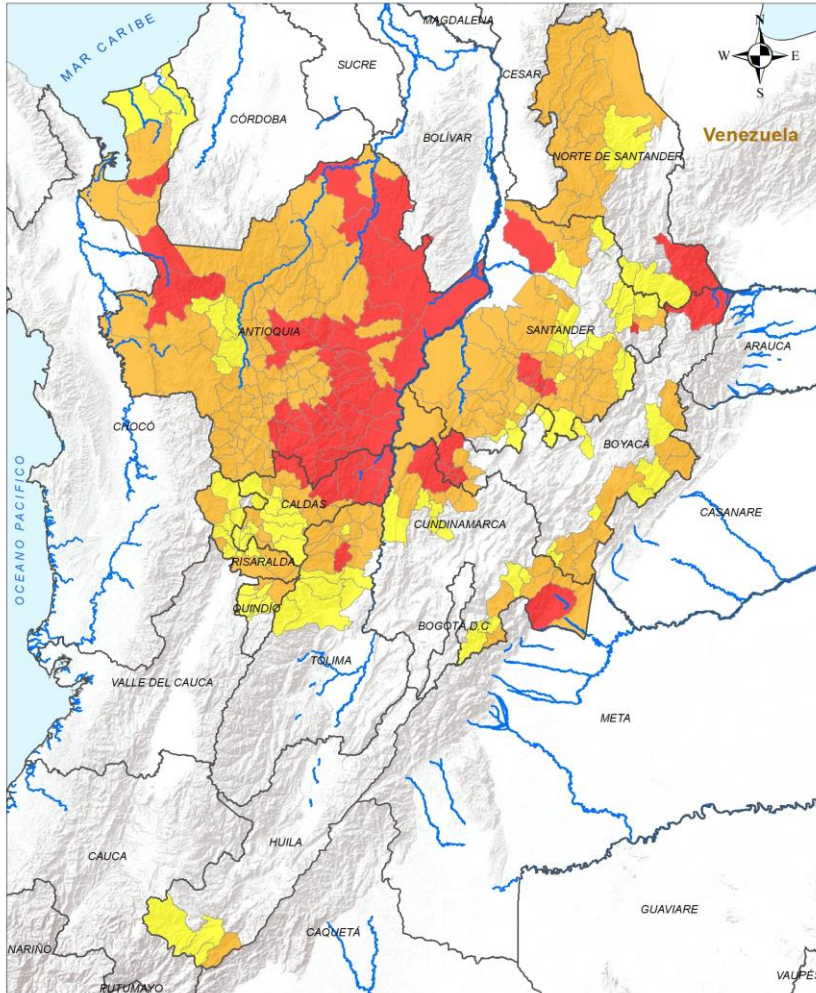 MAGDALENA
N
W
E
S
MAR CARIBE
SUCRE
CESAR
CÓRDOBA
BOLÍVAR
Venezuela
NORTE DE SANTANDER
ANTIOQUIA
SANTANDER
ARAUCA
CHOCÓ
BOYACÁ
CALDAS
CUNDINAMARCA
CASANARE
RISARALDA
OCEANO PACIFICO
QUINDÍO
BOGOTÁ, D.C
TOLIMA
VALLE DEL CAUCA
META
HUILA
CAUCA
GUAVIARE
CAQUETÁ
NARIÑO
VAUPÉS
PUTUMAYO